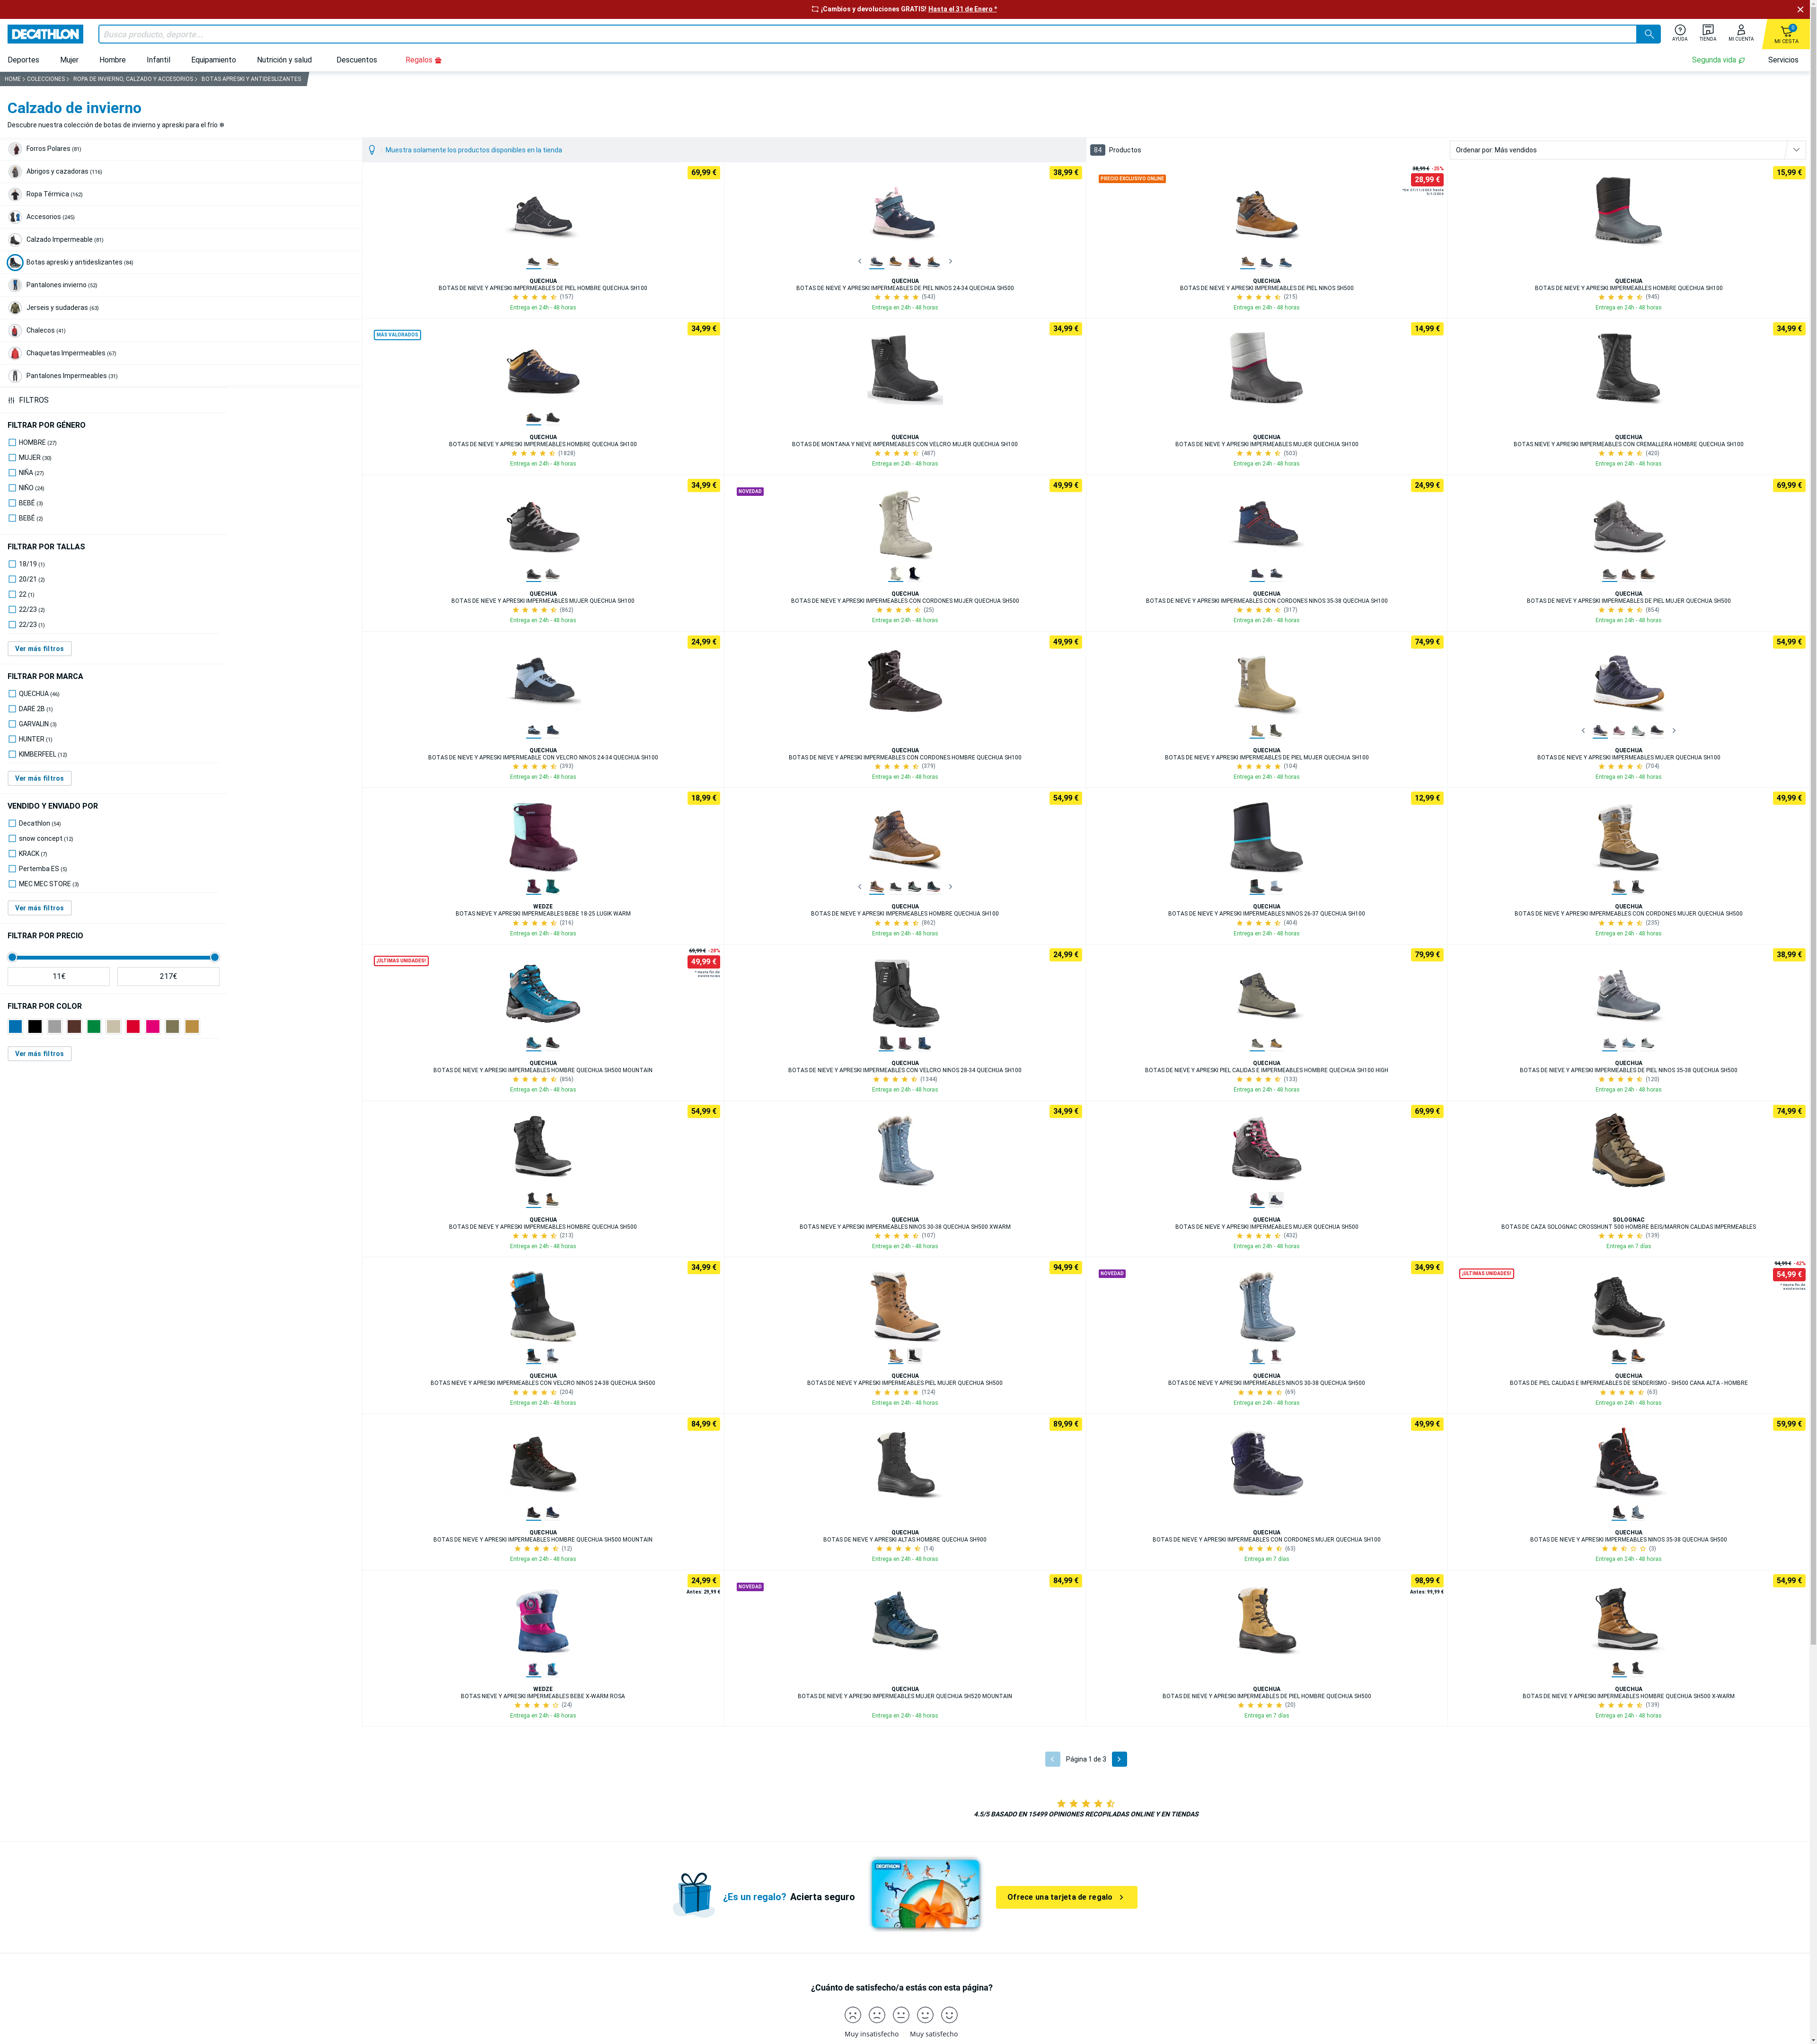 ¡Cambios y devoluciones GRATIS! Hasta el 31 de Enero *
DECATHLON
Busca producto, deporte...
AYUDA
TIENDA
MI CUENTA
0
MI CESTA
Deportes
Mujer
Hombre
Infantil
Equipamiento
Nutrición y salud
Descuentos
Regalos
Segunda vida
Servicios
HOME > COLECCIONES > ROPA DE INVIERNO, CALZADO Y ACCESORIOS > BOTAS APRESKI Y ANTIDESLIZANTES
Calzado de invierno
Descubre nuestra colección de botas de invierno y apreski para el frío ❄
Forros Polares (81)
Abrigos y cazadoras (116)
Ropa Térmica (162)
Accesorios (245)
Calzado Impermeable (81)
Botas apreski y antideslizantes (84)
Pantalones invierno (52)
Jerseis y sudaderas (63)
Chalecos (41)
Chaquetas Impermeables (67)
Pantalones Impermeables (31)
FILTROS
FILTRAR POR GÉNERO
HOMBRE (27)
MUJER (30)
NIÑA (27)
NIÑO (24)
BEBÉ (3)
BEBÉ (2)
FILTRAR POR TALLAS
18/19 (1)
20/21 (2)
22 (1)
22/23 (2)
22/23 (1)
Ver más filtros
FILTRAR POR MARCA
QUECHUA (46)
DARE 2B (1)
GARVALIN (3)
HUNTER (1)
KIMBERFEEL (12)
Ver más filtros
VENDIDO Y ENVIADO POR
Decathlon (54)
snow concept (12)
KRACK (7)
Pertemba ES (5)
MEC MEC STORE (3)
Ver más filtros
FILTRAR POR PRECIO
11€
217€
FILTRAR POR COLOR
Ver más filtros
Muestra solamente los productos disponibles en la tienda
84 Productos
Ordenar por: Más vendidos
69,99 €
QUECHUA
BOTAS DE NIEVE Y APRESKI IMPERMEABLES DE PIEL HOMBRE QUECHUA SH100
(157)
Entrega en 24h - 48 horas
38,99 €
QUECHUA
BOTAS DE NIEVE Y APRESKI IMPERMEABLES DE PIEL NIÑOS 24-34 QUECHUA SH500
(543)
Entrega en 24h - 48 horas
PRECIO EXCLUSIVO ONLINE
38,99 € -25%
28,99 €
QUECHUA
BOTAS DE NIEVE Y APRESKI IMPERMEABLES DE PIEL NIÑOS SH500
(215)
Entrega en 24h - 48 horas
15,99 €
QUECHUA
BOTAS DE NIEVE Y APRESKI IMPERMEABLES HOMBRE QUECHUA SH100
(945)
Entrega en 24h - 48 horas
MÁS VALORADOS
34,99 €
QUECHUA
BOTAS DE NIEVE Y APRESKI IMPERMEABLES HOMBRE QUECHUA SH100
(1828)
Entrega en 24h - 48 horas
34,99 €
QUECHUA
BOTAS DE MONTAÑA Y NIEVE IMPERMEABLES CON VELCRO MUJER QUECHUA SH100
(487)
Entrega en 24h - 48 horas
14,99 €
QUECHUA
BOTAS DE NIEVE Y APRESKI IMPERMEABLES MUJER QUECHUA SH100
(503)
Entrega en 24h - 48 horas
34,99 €
QUECHUA
BOTAS NIEVE Y APRESKI IMPERMEABLES CON CREMALLERA HOMBRE QUECHUA SH100
(420)
Entrega en 24h - 48 horas
34,99 €
QUECHUA
BOTAS DE NIEVE Y APRESKI IMPERMEABLES MUJER QUECHUA SH100
(862)
Entrega en 24h - 48 horas
NOVEDAD
49,99 €
QUECHUA
BOTAS DE NIEVE Y APRESKI IMPERMEABLES CON CORDONES MUJER QUECHUA SH500
(25)
Entrega en 24h - 48 horas
24,99 €
QUECHUA
BOTAS DE NIEVE Y APRESKI IMPERMEABLES CON CORDONES NIÑOS 35-38 QUECHUA SH100
(317)
Entrega en 24h - 48 horas
69,99 €
QUECHUA
BOTAS DE NIEVE Y APRESKI IMPERMEABLES DE PIEL MUJER QUECHUA SH500
(854)
Entrega en 24h - 48 horas
24,99 €
QUECHUA
BOTAS DE NIEVE Y APRESKI IMPERMEABLE CON VELCRO NIÑOS 24-34 QUECHUA SH100
(393)
Entrega en 24h - 48 horas
49,99 €
QUECHUA
BOTAS DE NIEVE Y APRESKI IMPERMEABLES CON CORDONES HOMBRE QUECHUA SH100
(379)
Entrega en 24h - 48 horas
74,99 €
QUECHUA
BOTAS DE NIEVE Y APRESKI IMPERMEABLES DE PIEL MUJER QUECHUA SH100
(104)
Entrega en 24h - 48 horas
54,99 €
QUECHUA
BOTAS DE NIEVE Y APRESKI IMPERMEABLES MUJER QUECHUA SH100
(704)
Entrega en 24h - 48 horas
18,99 €
WEDZE
BOTAS NIEVE Y APRESKI IMPERMEABLES BEBÉ 18-25 LUGIK WARM
(216)
Entrega en 24h - 48 horas
54,99 €
QUECHUA
BOTAS DE NIEVE Y APRESKI IMPERMEABLES HOMBRE QUECHUA SH100
(862)
Entrega en 24h - 48 horas
12,99 €
QUECHUA
BOTAS DE NIEVE Y APRESKI IMPERMEABLES NIÑOS 26-37 QUECHUA SH100
(404)
Entrega en 24h - 48 horas
49,99 €
QUECHUA
BOTAS DE NIEVE Y APRESKI IMPERMEABLES CON CORDONES MUJER QUECHUA SH500
(235)
Entrega en 24h - 48 horas
¡ÚLTIMAS UNIDADES!
69,99 € -28%
49,99 €
* Hasta fin de existencias
QUECHUA
BOTAS DE NIEVE Y APRESKI IMPERMEABLES HOMBRE QUECHUA SH500 MOUNTAIN
(856)
Entrega en 24h - 48 horas
24,99 €
QUECHUA
BOTAS DE NIEVE Y APRESKI IMPERMEABLES CON VELCRO NIÑOS 28-34 QUECHUA SH100
(1344)
Entrega en 24h - 48 horas
79,99 €
QUECHUA
BOTAS DE NIEVE Y APRESKI PIEL CÁLIDAS E IMPERMEABLES HOMBRE QUECHUA SH100 HIGH
(133)
Entrega en 24h - 48 horas
38,99 €
QUECHUA
BOTAS DE NIEVE Y APRESKI IMPERMEABLES DE PIEL NIÑOS 35-38 QUECHUA SH500
(120)
Entrega en 24h - 48 horas
54,99 €
QUECHUA
BOTAS DE NIEVE Y APRESKI IMPERMEABLES HOMBRE QUECHUA SH500
(213)
Entrega en 24h - 48 horas
34,99 €
QUECHUA
BOTAS NIEVE Y APRESKI IMPERMEABLES NIÑOS 30-38 QUECHUA SH500 XWARM
(107)
Entrega en 24h - 48 horas
69,99 €
QUECHUA
BOTAS DE NIEVE Y APRESKI IMPERMEABLES MUJER QUECHUA SH500
(432)
Entrega en 24h - 48 horas
74,99 €
SOLOGNAC
BOTAS DE CAZA SOLOGNAC CROSSHUNT 500 HOMBRE BEIS/MARRÓN CÁLIDAS IMPERMEABLES
(139)
Entrega en 7 días
34,99 €
QUECHUA
BOTAS NIEVE Y APRESKI IMPERMEABLES CON VELCRO NIÑOS 24-38 QUECHUA SH500
(204)
Entrega en 24h - 48 horas
94,99 €
QUECHUA
BOTAS DE NIEVE Y APRESKI IMPERMEABLES PIEL MUJER QUECHUA SH500
(124)
Entrega en 24h - 48 horas
NOVEDAD
34,99 €
QUECHUA
BOTAS DE NIEVE Y APRESKI IMPERMEABLES NIÑOS 30-38 QUECHUA SH500
(69)
Entrega en 24h - 48 horas
¡ÚLTIMAS UNIDADES!
94,99 € -42%
54,99 €
* Hasta fin de existencias
QUECHUA
BOTAS DE PIEL CÁLIDAS E IMPERMEABLES DE SENDERISMO - SH500 CAÑA ALTA - HOMBRE
(63)
Entrega en 24h - 48 horas
84,99 €
QUECHUA
BOTAS DE NIEVE Y APRESKI IMPERMEABLES HOMBRE QUECHUA SH500 MOUNTAIN
(12)
Entrega en 24h - 48 horas
89,99 €
QUECHUA
BOTAS DE NIEVE Y APRESKI ALTAS HOMBRE QUECHUA SH900
(14)
Entrega en 24h - 48 horas
49,99 €
QUECHUA
BOTAS DE NIEVE Y APRESKI IMPERMEABLES CON CORDONES MUJER QUECHUA SH100
(63)
Entrega en 7 días
59,99 €
QUECHUA
BOTAS DE NIEVE Y APRESKI IMPERMEABLES NIÑOS 35-38 QUECHUA SH500
(3)
Entrega en 24h - 48 horas
24,99 €
Antes: 29,99 €
WEDZE
BOTAS NIEVE Y APRESKI IMPERMEABLES BEBÉ X-WARM ROSA
(24)
Entrega en 24h - 48 horas
NOVEDAD
84,99 €
QUECHUA
BOTAS DE NIEVE Y APRESKI IMPERMEABLES MUJER QUECHUA SH520 MOUNTAIN
Entrega en 24h - 48 horas
98,99 €
Antes: 99,99 €
QUECHUA
BOTAS DE NIEVE Y APRESKI IMPERMEABLES DE PIEL HOMBRE QUECHUA SH500
(20)
Entrega en 7 días
54,99 €
QUECHUA
BOTAS DE NIEVE Y APRESKI IMPERMEABLES HOMBRE QUECHUA SH500 X-WARM
(139)
Entrega en 24h - 48 horas
Página 1 de 3
4.5/5 BASADO EN 15499 OPINIONES RECOPILADAS ONLINE Y EN TIENDAS
¿Es un regalo? Acierta seguro
DECATHLON
Ofrece una tarjeta de regalo
¿Cuánto de satisfecho/a estás con esta página?
Muy insatisfecho
Muy satisfecho